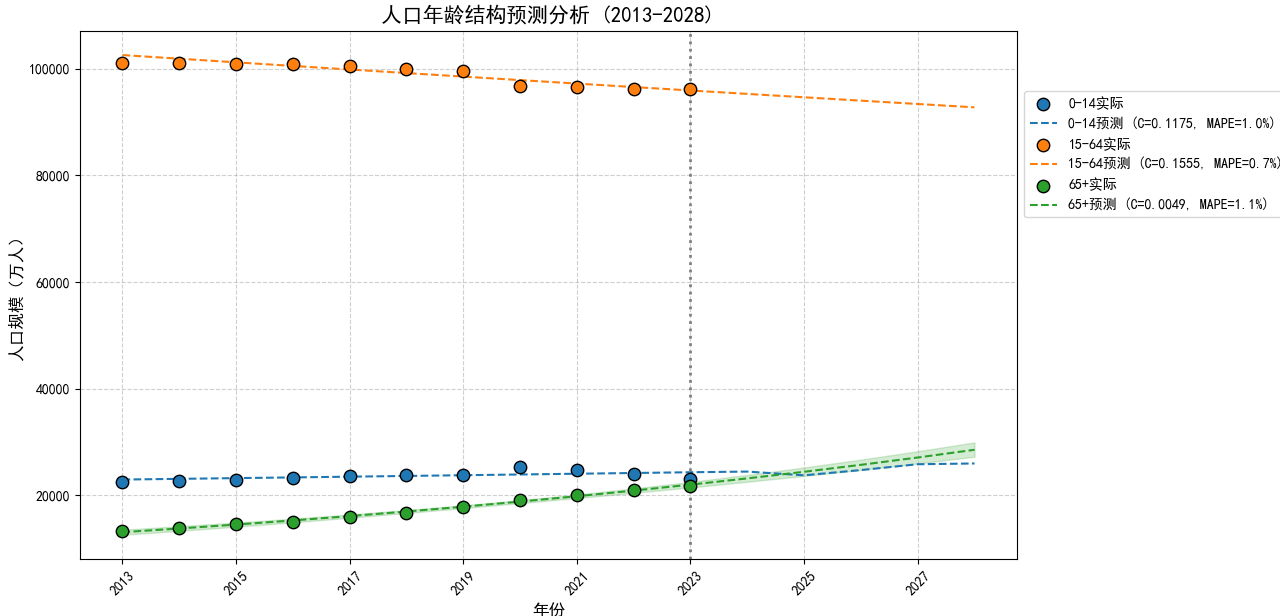 人口年龄结构预测分析 (2013-2028)
人口规模（万人）
100000
80000
60000
40000
20000
2013
2015
2017
2019
2021
2023
2025
2027
年份
0-14实际
0-14预测 (C=0.1175, MAPE=1.0%)
15-64实际
15-64预测 (C=0.1555, MAPE=0.7%)
65+实际
65+预测 (C=0.0049, MAPE=1.1%)